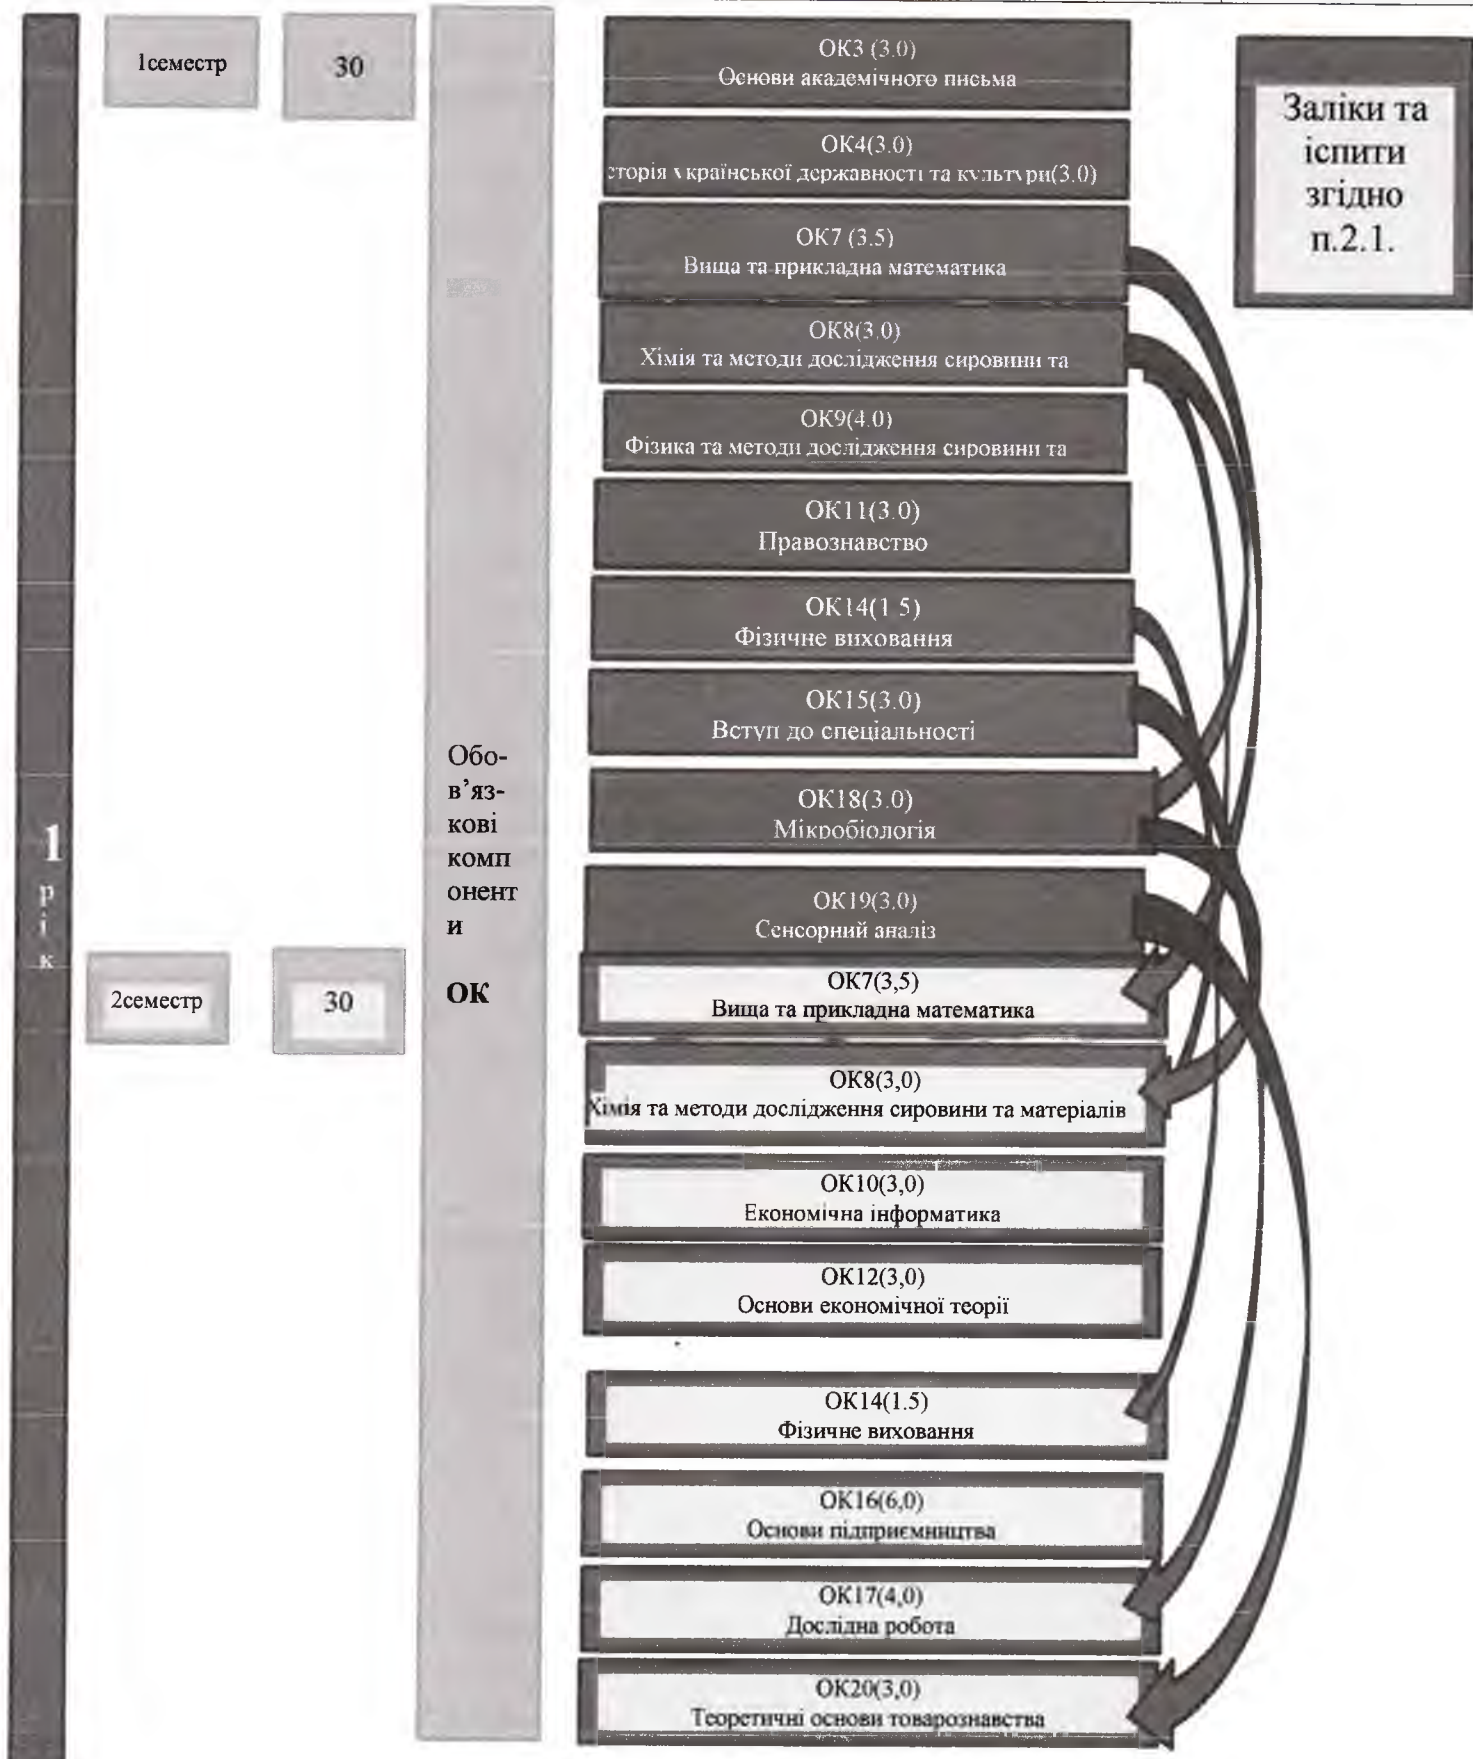 1
р
і
к
1семестр
30
2семестр
30
Обо-
в’яз-
кові
комп
онент
и
ОК
ОК3 (3.0)
Основи академічного письма
ОК4(3.0)
сторія української державності та культури(3.0)
ОК7 (3.5)
Вища та прикладна математика
ОК8(3.0)
Хімія та методи дослідження сировини та
ОК9(4.0)
Фізика та методи дослідження сировини та
ОК11(3.0)
Правознавство
ОК14(1.5)
Фізичне виховання
ОК15(3.0)
Вступ до спеціальності
ОК18(3.0)
Мікробіологія
ОК19(3.0)
Сенсорний аналіз
ОК7(3,5)
Вища та прикладна математика
ОК8(3,0)
Хімія та методи дослідження сировини та матеріалів
ОК10(3,0)
Економічна інформатика
ОК12(3,0)
Основи економічної теорії
ОК14(1.5)
Фізичне виховання
ОК16(6,0)
Основи підприємництва
ОК17(4,0)
Дослідна робота
ОК20(3,0)
Теоретичні основи товарознавства
Заліки та
іспити
згідно
п.2.1.